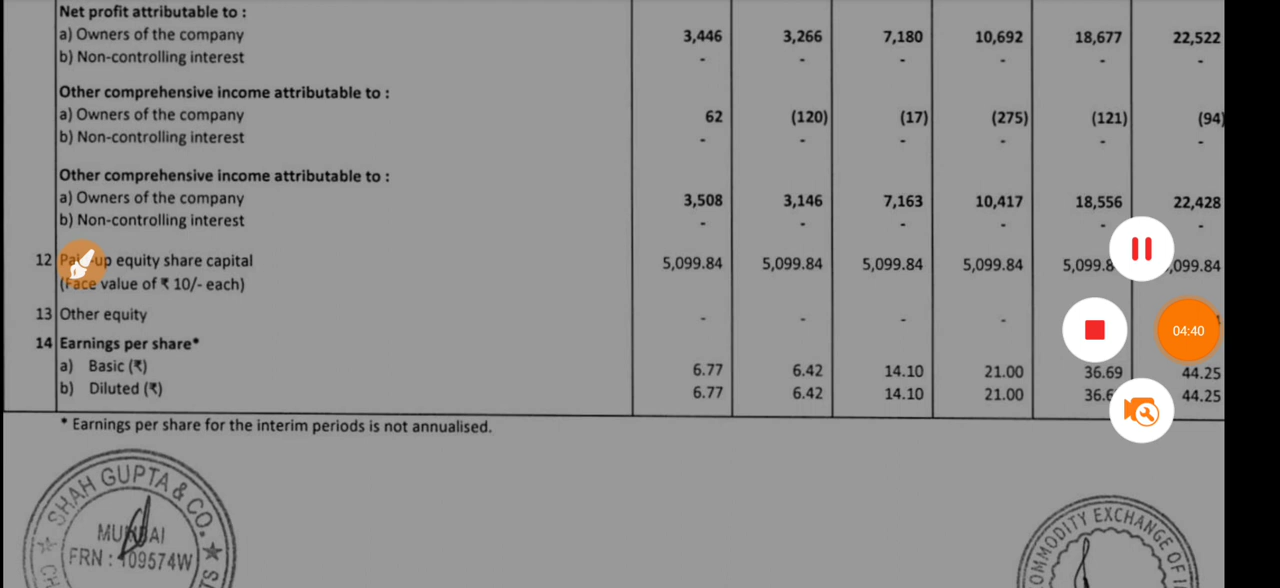 Net profit attributable to :
a) Owners of the company 3,446 3,266 7,180 10,692 18,677 22,522
b) Non-controlling interest - - - - - -
Other comprehensive income attributable to :
a) Owners of the company 62 (120) (17) (275) (121) (94)
b) Non-controlling interest - - - - - -
Other comprehensive income attributable to :
a) Owners of the company 3,508 3,146 7,163 10,417 18,556 22,428
b) Non-controlling interest - - - - - -
12 equity share capital 5,099.84 5,099.84 5,099.84 5,099.84
(Face value of ₹ 10/- each)
13 Other equity - - - -
14 Earnings per share*
a) Basic (₹) 6.77 6.42 14.10 21.00 36.69 44.25
b) Diluted (₹) 6.77 6.42 14.10 21.00 44.25
* Earnings per share for the interim periods is not annualised.
04:40
SHAH GUPTA & CO.
FRN : 109574W
EXCHANGE OF